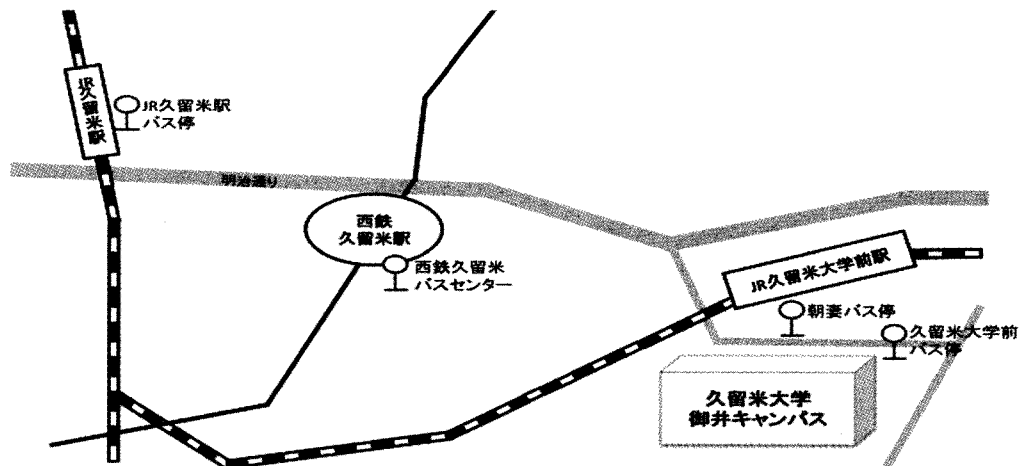 JR久留米駅
JR久留米駅
バス停
明治通り
西鉄
久留米駅
西鉄久留米
バスセンター
JR久留米大学前駅
朝妻バス停
久留米大学前
バス停
久留米大学
御井キャンパス